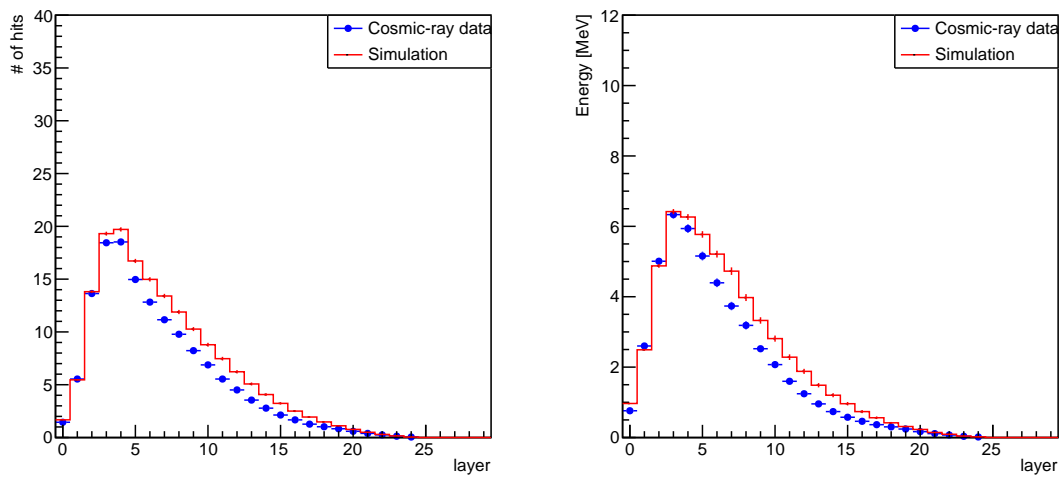 # of hits
40
35
30
25
20
15
10
5
0
0 5 10 15 20 25
layer
Cosmic-ray data
Simulation
Energy [MeV]
12
10
8
6
4
2
0
0 5 10 15 20 25
layer
Cosmic-ray data
Simulation